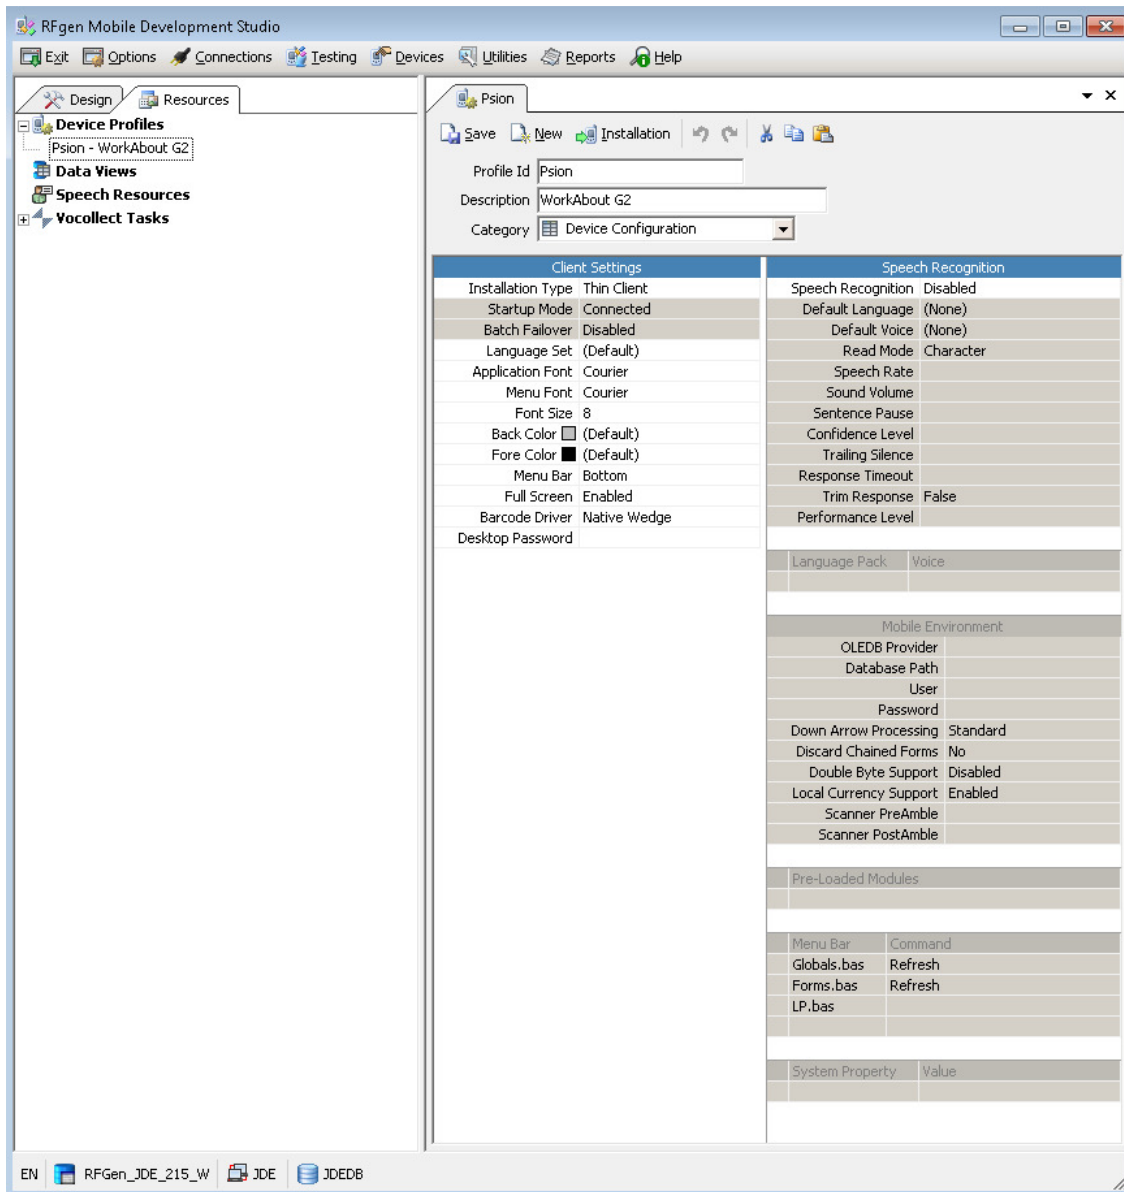 RFgen Mobile Development Studio
Exit Options Connections Testing Devices Utilities Reports Help
Design Resources
Device Profiles
Psion - WorkAbout G2
Data Views
Speech Resources
Vocollect Tasks
Psion
Save New Installation
Profile Id Psion
Description WorkAbout G2
Category Device Configuration
Client Settings
Installation Type Thin Client
Startup Mode Connected
Batch Failover Disabled
Language Set (Default)
Application Font Courier
Menu Font Courier
Font Size 8
Back Color (Default)
Fore Color (Default)
Menu Bar Bottom
Full Screen Enabled
Barcode Driver Native Wedge
Desktop Password
Speech Recognition
Speech Recognition Disabled
Default Language (None)
Default Voice (None)
Read Mode Character
Speech Rate
Sound Volume
Sentence Pause
Confidence Level
Trailing Silence
Response Timeout
Trim Response False
Performance Level
Language Pack Voice
Mobile Environment
OLEDB Provider
Database Path
User
Password
Down Arrow Processing Standard
Discard Chained Forms No
Double Byte Support Disabled
Local Currency Support Enabled
Scanner PreAmble
Scanner PostAmble
Pre-Loaded Modules
Menu Bar Command
Globals.bas Refresh
Forms.bas Refresh
LP.bas
System Property Value
EN RFGen_JDE_215_W JDE JDEDB